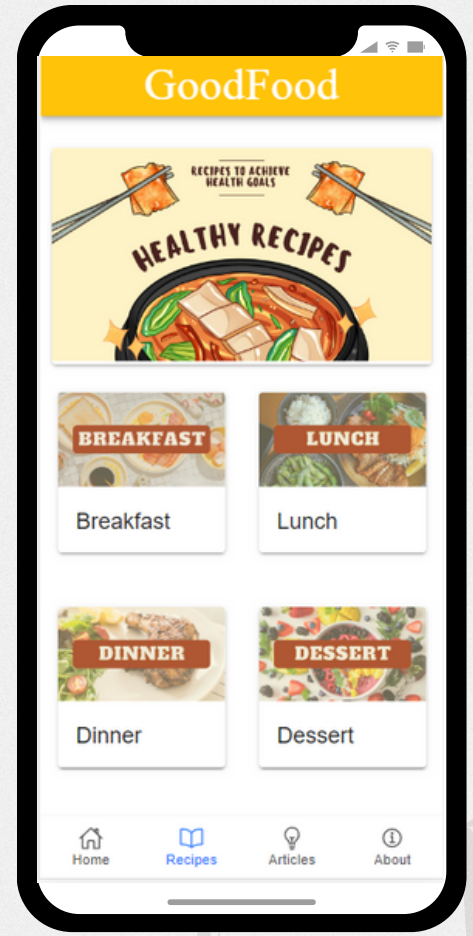 GoodFood
RECIPES TO ACHIEVE
HEALTH GOALS
HEALTHY RECIPES
BREAKFAST
LUNCH
Breakfast
Lunch
DINNER
DESSERT
Dinner
Dessert
Home
Recipes
Articles
About